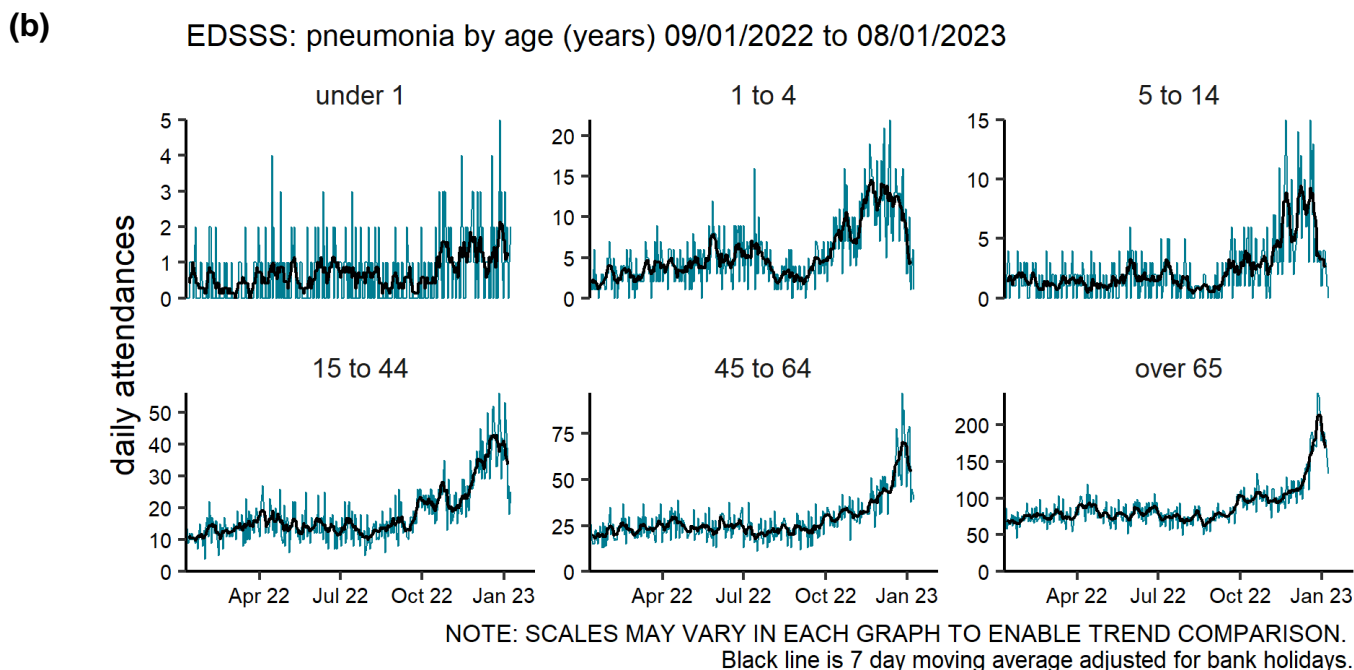 (b)
EDSSS: pneumonia by age (years) 09/01/2022 to 08/01/2023
daily attendances
under 1
5
4
3
2
1
0
1 to 4
20
15
10
5
0
5 to 14
15
10
5
0
15 to 44
50
40
30
20
10
0
Apr 22 Jul 22 Oct 22 Jan 23
45 to 64
75
50
25
0
Apr 22 Jul 22 Oct 22 Jan 23
over 65
200
150
100
50
0
Apr 22 Jul 22 Oct 22 Jan 23
NOTE: SCALES MAY VARY IN EACH GRAPH TO ENABLE TREND COMPARISON.
Black line is 7 day moving average adjusted for bank holidays.